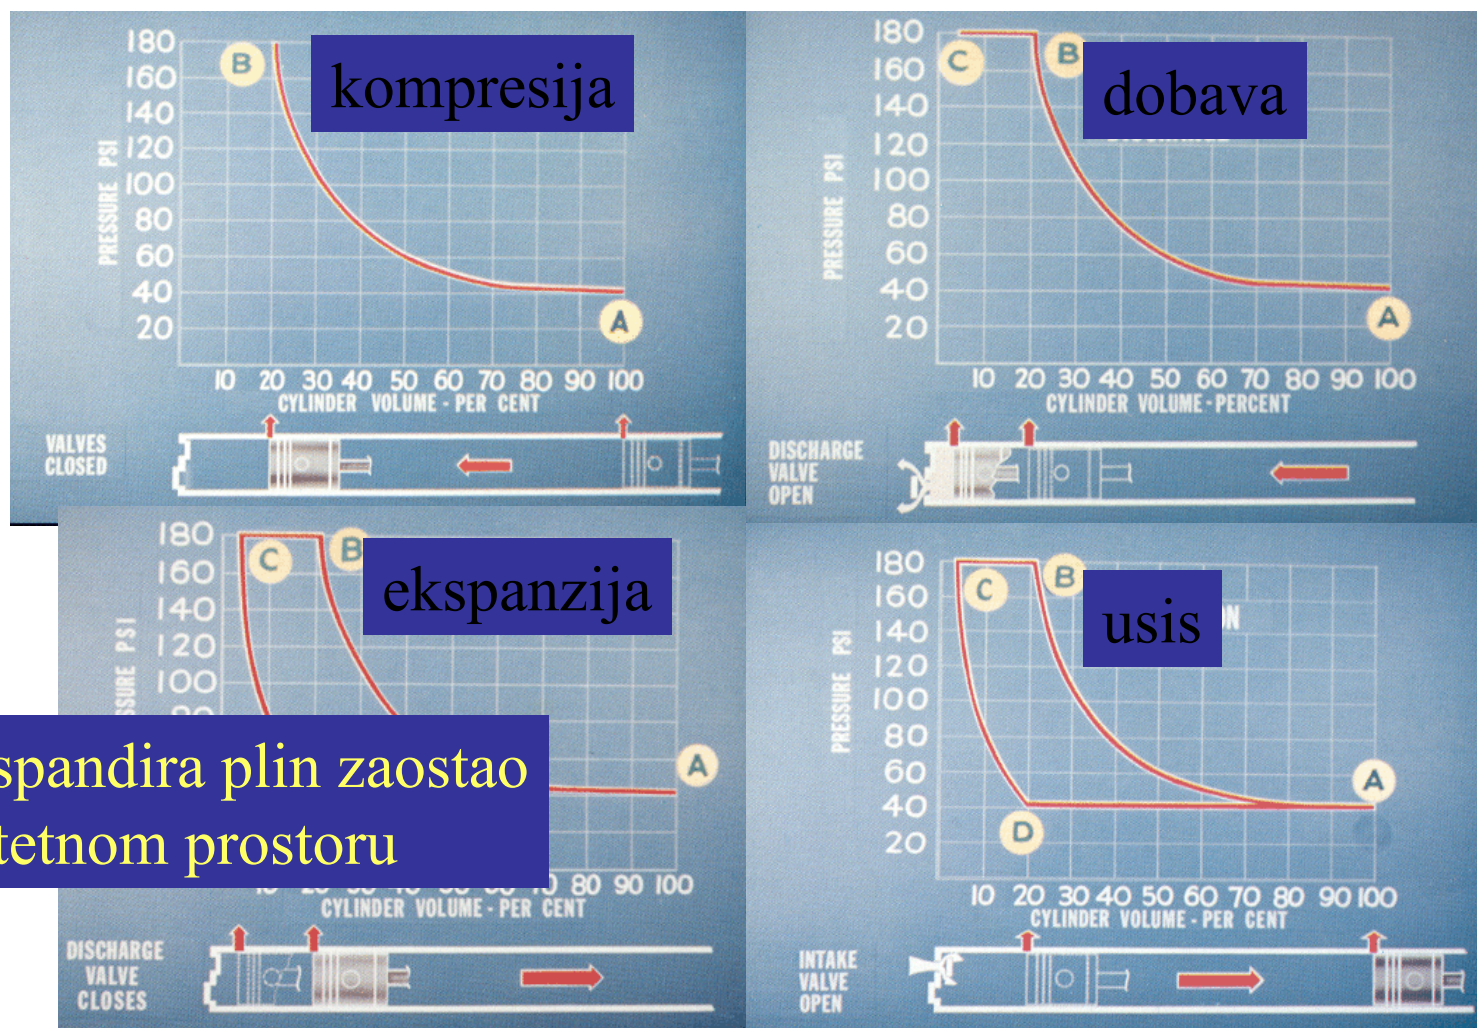 180
B
160
140
120
100
80
60
40
20
A
PRESSURE PSI
kompresija
10 20 30 40 50 60 70 80 90 100
CYLINDER VOLUME - PER CENT
VALVES
CLOSED
180
C
B
160
140
120
100
80
60
40
20
A
PRESSURE PSI
dobava
10 20 30 40 50 60 70 80 90 100
CYLINDER VOLUME - PERCENT
DISCHARGE
VALVE
OPEN
180
C
B
160
140
120
100
A
ekspanzija
spandira plin zaostao
tetnom prostoru
80 90 100
CYLINDER VOLUME - PER CENT
DISCHARGE
VALVE
CLOSES
180
C
B
160
140
120
100
80
60
40
20
A
D
PRESSURE PSI
usis
10 20 30 40 50 60 70 80 90 100
CYLINDER VOLUME - PER CENT
INTAKE
VALVE
OPEN